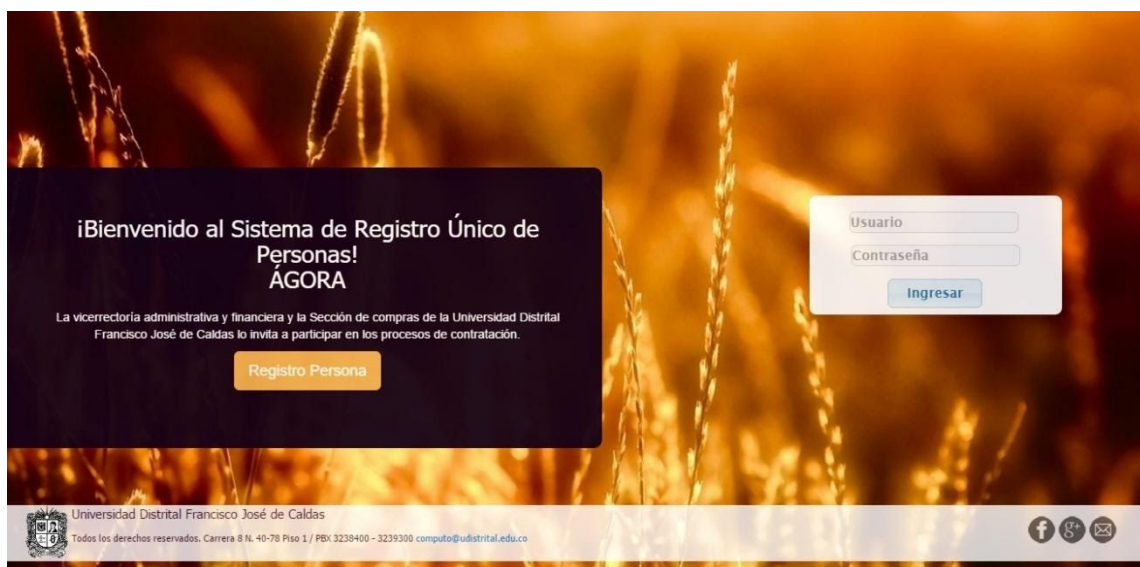 ¡Bienvenido al Sistema de Registro Único de
Personas!
ÁGORA
La vicerrectoría administrativa y financiera y la Sección de compras de la Universidad Distrital
Francisco José de Caldas lo invita a participar en los procesos de contratación.
Registro Persona
Usuario
Contraseña
Ingresar
Universidad Distrital Francisco José de Caldas
Todos los derechos reservados. Carrera 8 N. 40-78 Piso 1 / PBX 3238400 - 3239300 computo@udistrital.edu.co